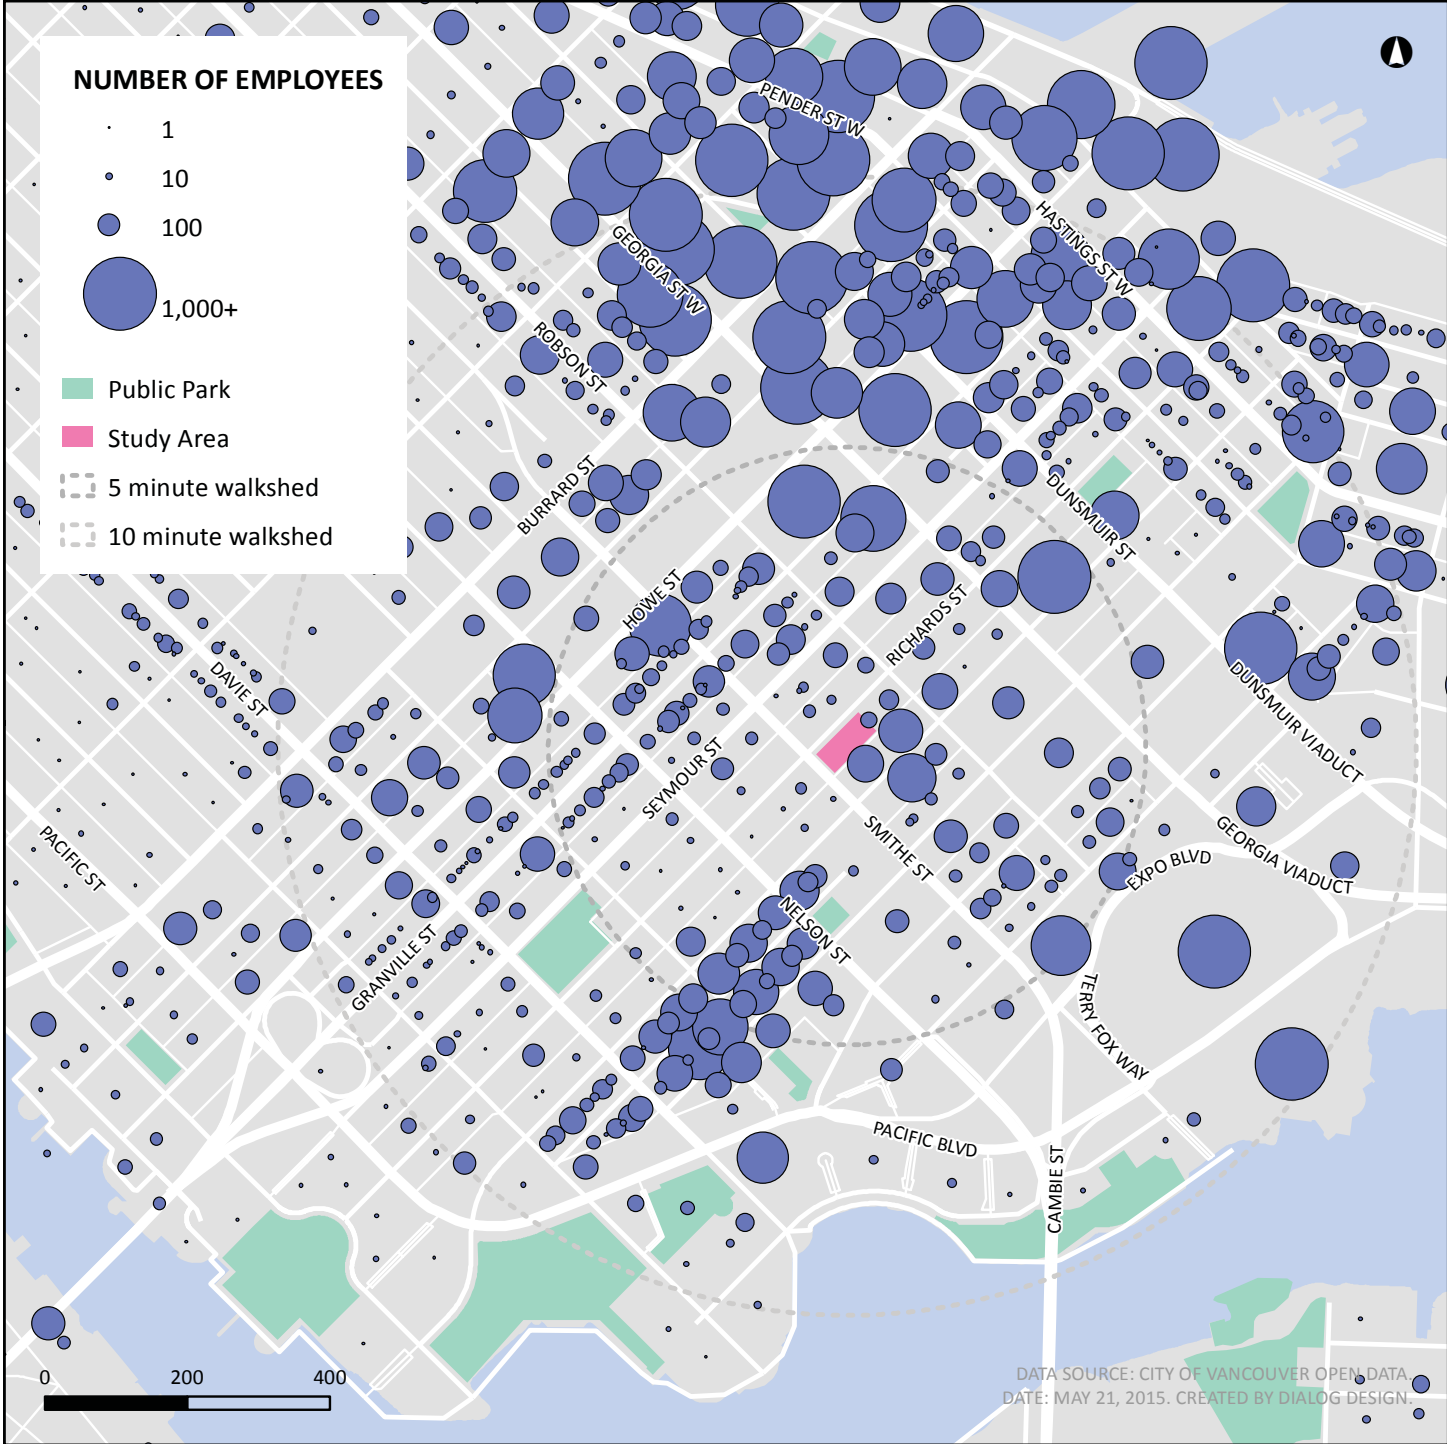 NUMBER OF EMPLOYEES
1
10
100
1,000+
Public Park
Study Area
5 minute walkshed
10 minute walkshed
PENDER ST W
HASTINGS ST W
GEORGIA ST W
ROBSON ST
BURRARD ST
DUNSMUIR ST
HOWE ST
RICHARDS ST
DAVIE ST
DUNSMUIR VIADUCT
SEYMOUR ST
PACIFIC ST
SMITHE ST
GEORGIA VIADUCT
EXPO BLVD
NELSON ST
GRANVILLE ST
TERRY FOX WAY
PACIFIC BLVD
CAMBIE ST
0 200 400
DATA SOURCE: CITY OF VANCOUVER OPEN DATA.
DATE: MAY 21, 2015. CREATED BY DIALOG DESIGN.